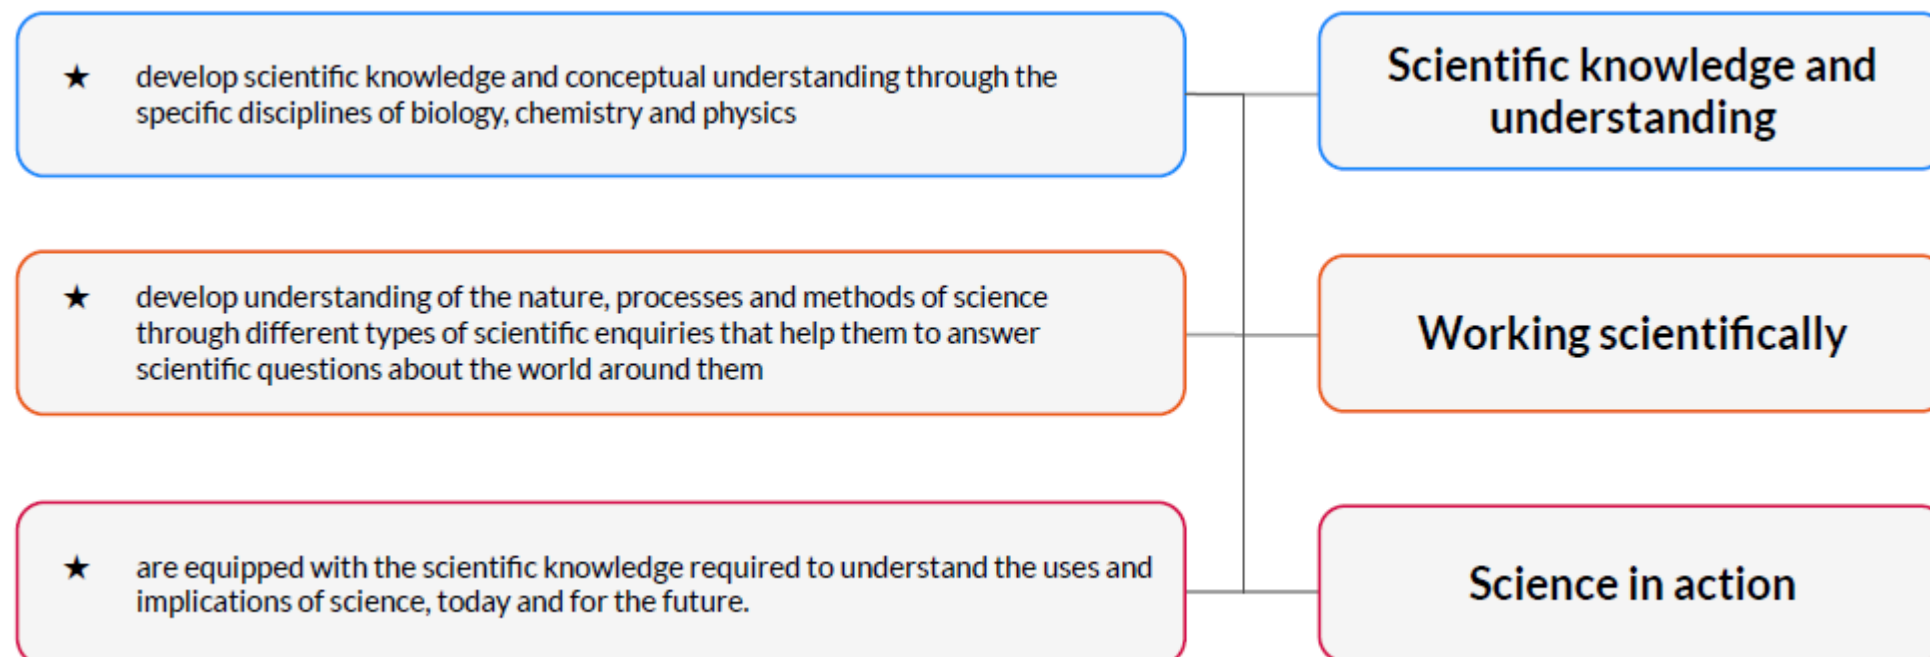 ★ develop scientific knowledge and conceptual understanding through the
specific disciplines of biology, chemistry and physics
Scientific knowledge and
understanding
★ develop understanding of the nature, processes and methods of science
through different types of scientific enquiries that help them to answer
scientific questions about the world around them
Working scientifically
★ are equipped with the scientific knowledge required to understand the uses and
implications of science, today and for the future.
Science in action